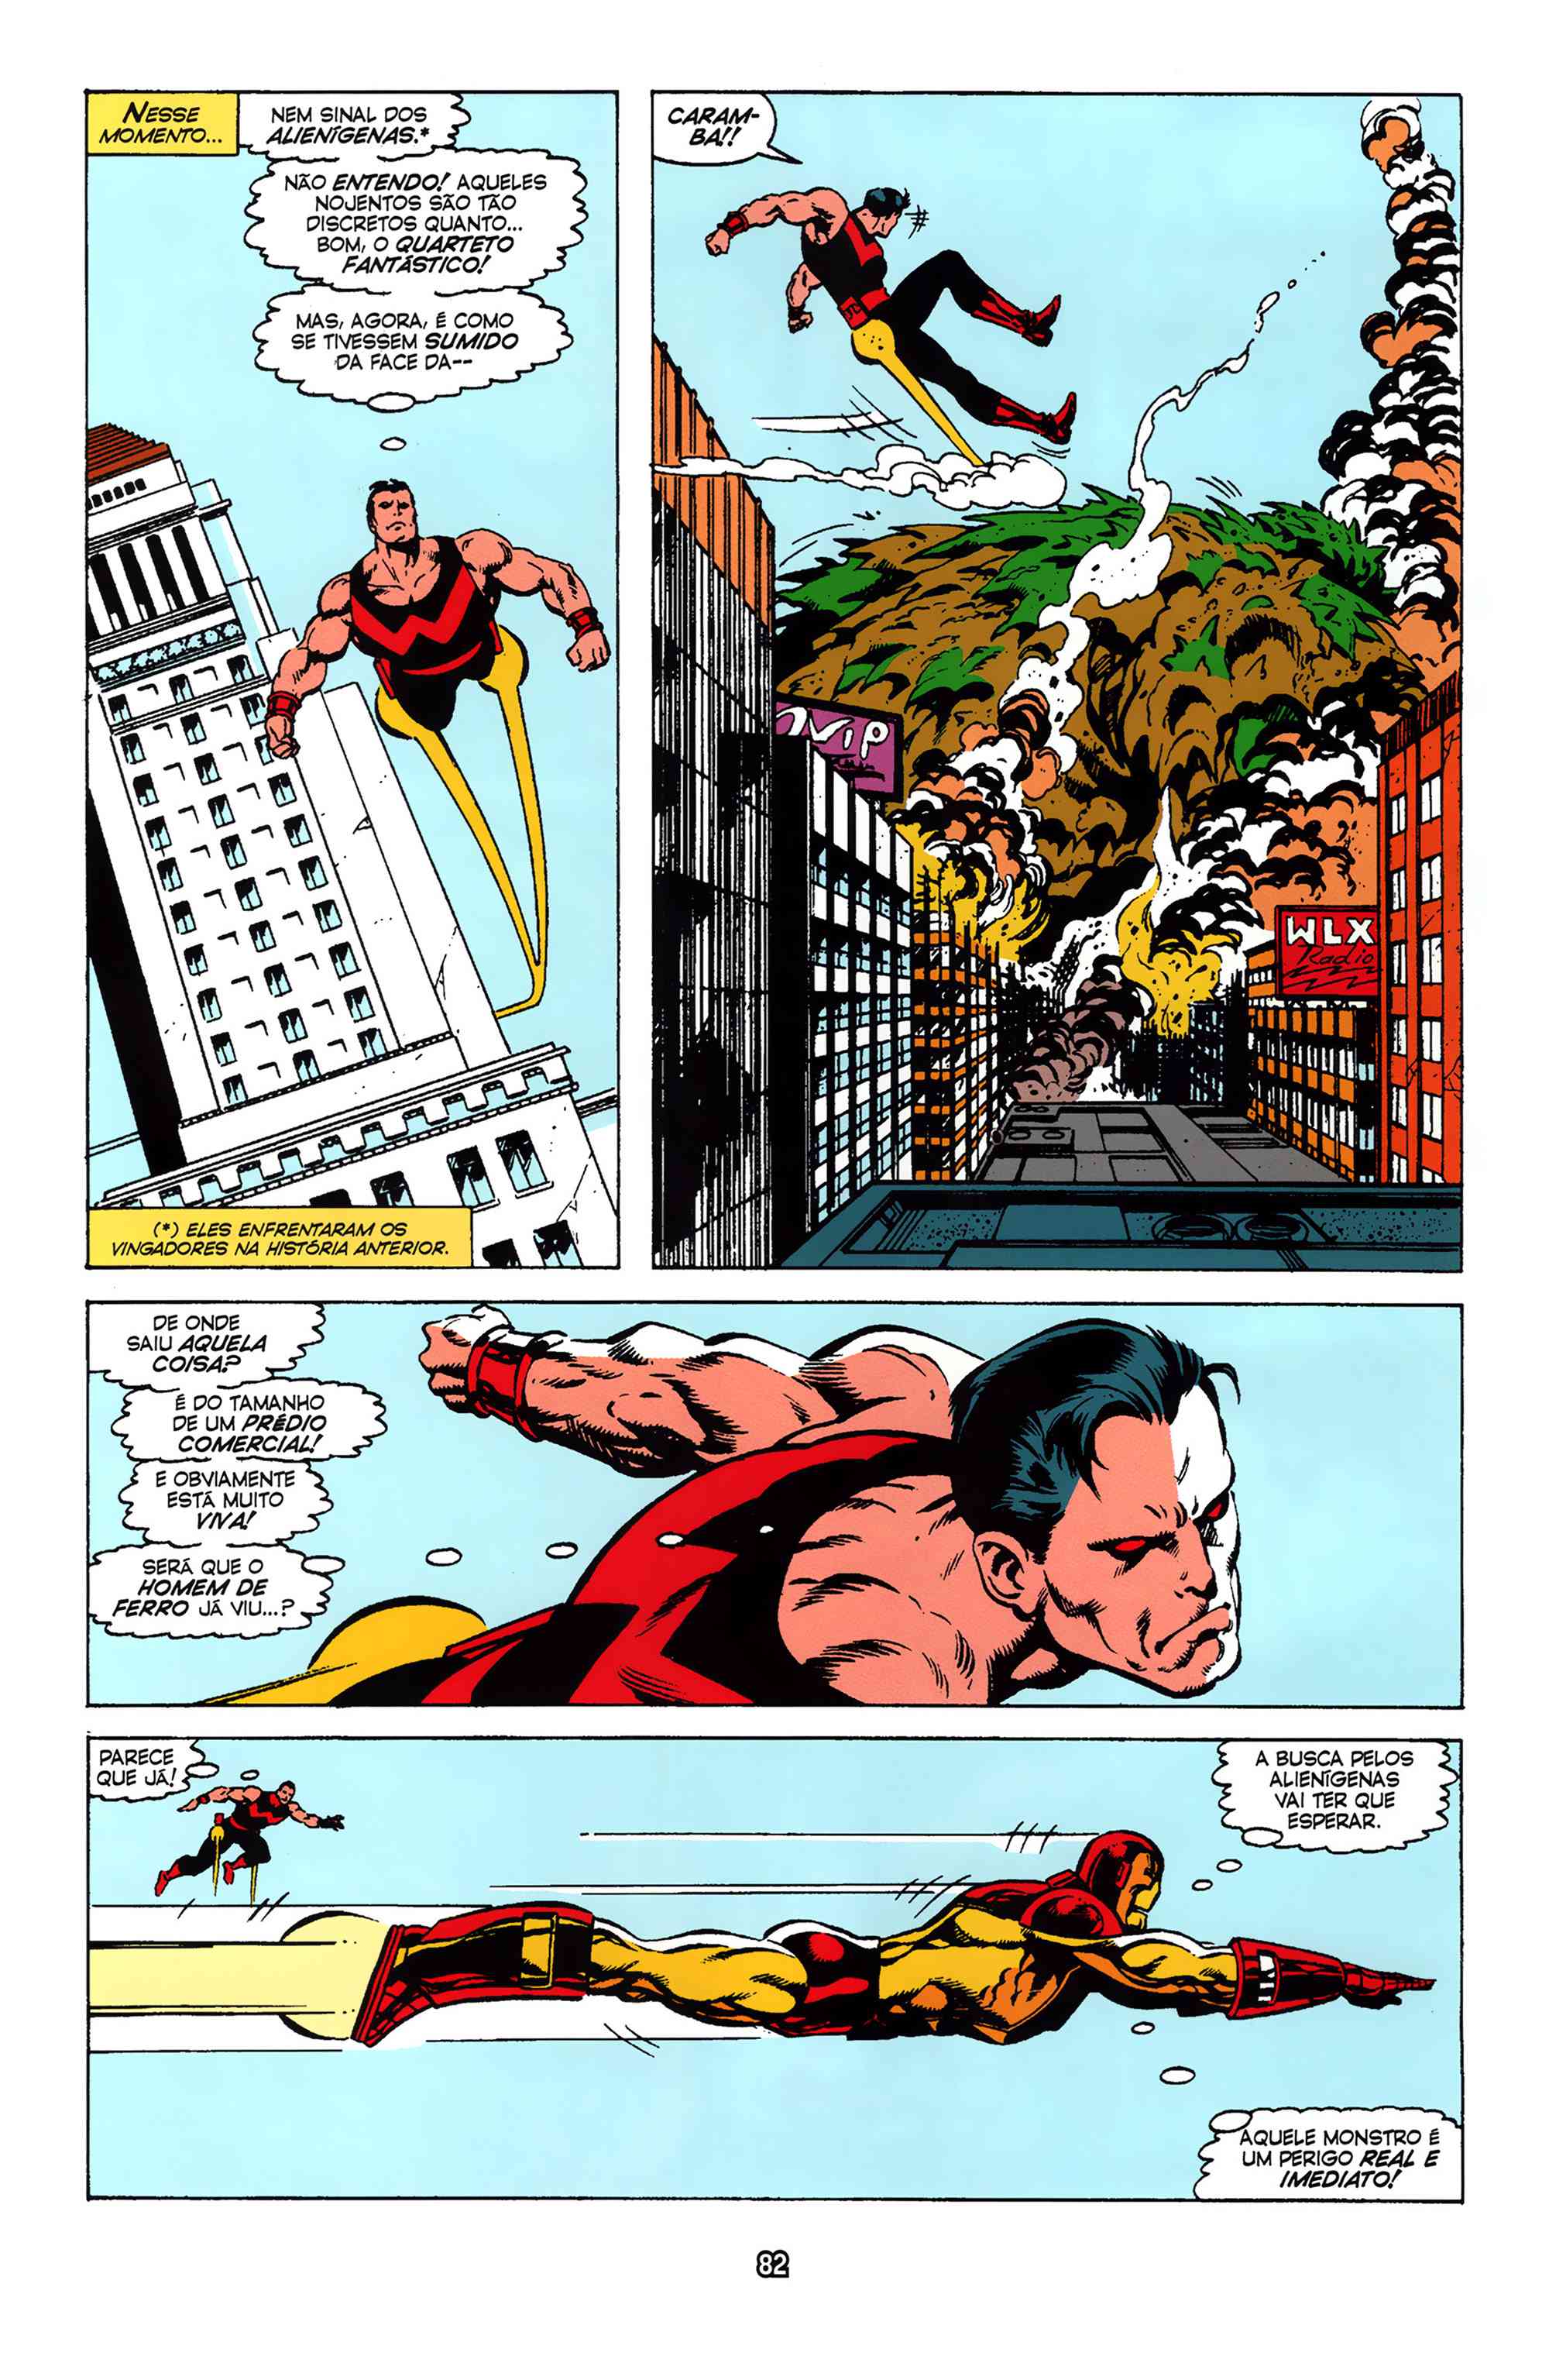 NESSE
MOMENTO...
NEM SINAL DOS
ALIENÍGENAS.*
NÃO ENTENDO! AQUELES
NOJENTOS SÃO TÃO
DISCRETOS QUANTO...
BOM, O QUARTETO
FANTÁSTICO!
MAS, AGORA, É COMO
SE TIVESSEM SUMIDO
DA FACE DA--
(*) ELES ENFRENTARAM OS
VINGADORES NA HISTÓRIA ANTERIOR.
CARAM-
BA!!
WLX
Radio
DE ONDE
SAIU AQUELA
COISA?
É DO TAMANHO
DE UM PRÉDIO
COMERCIAL!
E OBVIAMENTE
ESTÁ MUITO
VIVA!
SERÁ QUE O
HOMEM DE
FERRO JÁ VIU...?
PARECE
QUE JÁ!
A BUSCA PELOS
ALIENÍGENAS
VAI TER QUE
ESPERAR.
AQUELE MONSTRO É
UM PERIGO REAL E
IMEDIATO!
82